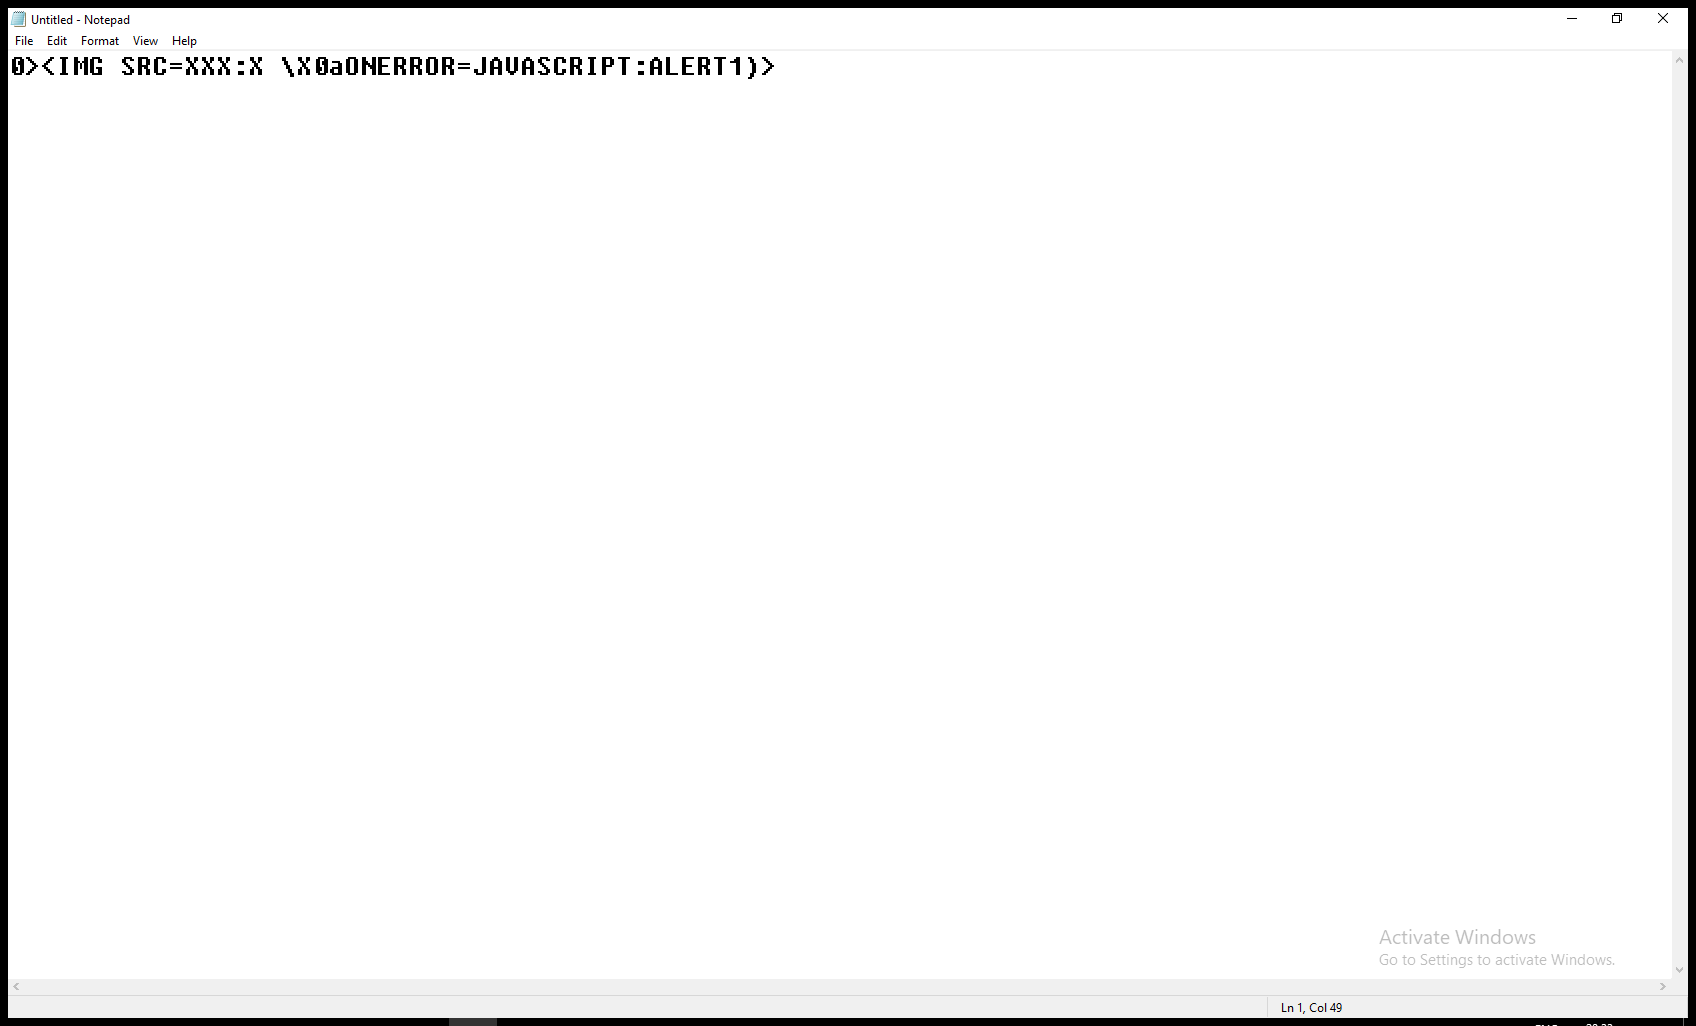 Untitled - Notepad
File Edit Format View Help
0><IMG SRC=XXX:X \X0aONERROR=JAVASCRIPT:ALERT1)>
Activate Windows
Go to Settings to activate Windows.
Ln 1, Col 49